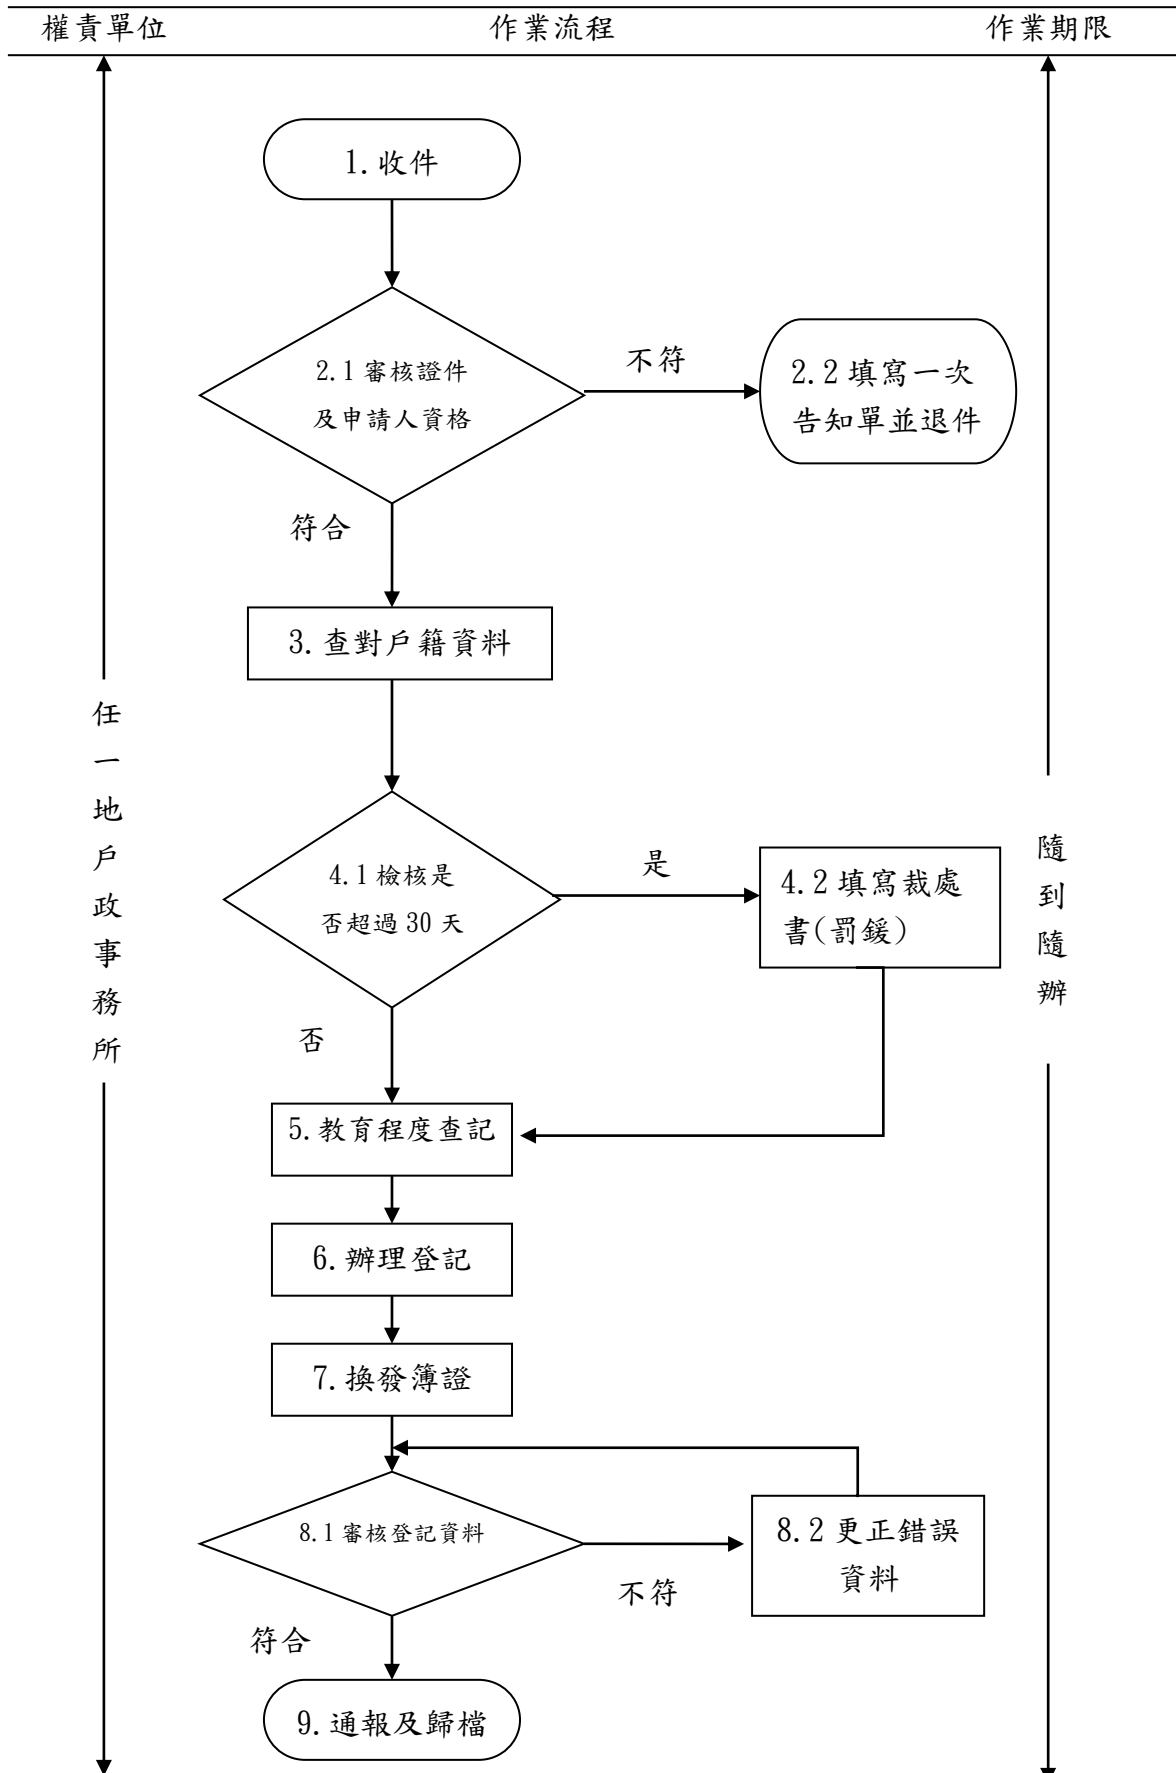 權責單位 作業流程 作業期限
1.收件
2.1 審核證件
及申請人資格
不符
2.2 填寫一次
告知單並退件
符合
3.查對戶籍資料
任
一
地
戶
政
事
務
所
4.1 檢核是
否超過 30 天
是
4.2 填寫裁處
書(罰鍰)
隨
到
隨
辦
否
5.教育程度查記
6.辦理登記
7.換發簿證
8.1 審核登記資料
不符
8.2 更正錯誤
資料
符合
9.通報及歸檔